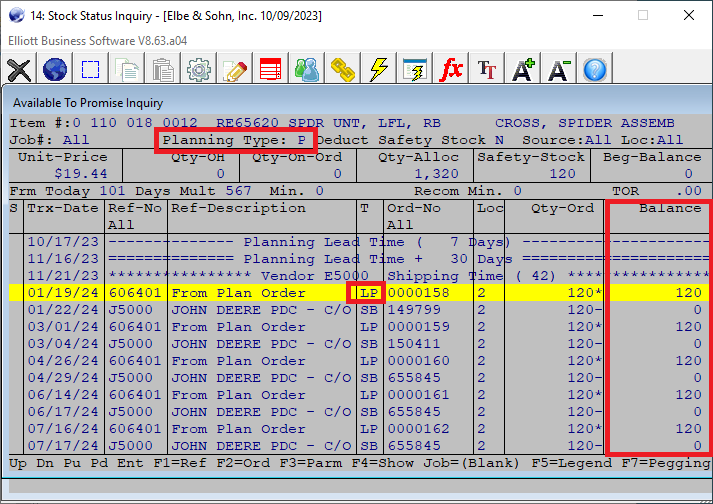 14: Stock Status Inquiry - [Elbe & Sohn, Inc. 10/09/2023]
Elliott Business Software V8.63.a04
fx TT A+ A- ?
Available To Promise Inquiry
Item #:0 110 018 0012 RE65620 SPDR UNT, LFL, RB CROSS, SPIDER ASSEMB
Job#: All Planning Type: P Deduct Safety Stock N Source:All Loc:All
Unit-Price Qty-OH Qty-On-Ord Qty-Alloc Safety-Stock Beg-Balance
$19.44 0 0 1,320 120 0
Frm Today 101 Days Mult 567 Min. 0 Recom Min. 0 TOR .00
S Trx-Date Ref-No Ref-Description T Ord-No Loc Qty-Ord Balance
All All
10/17/23 -------------- Planning Lead Time ( 7 Days) --------------------
11/16/23 ============== Planning Lead Time + 30 Days ====================
11/21/23 **************** Vendor E5000 Shipping Time ( 42) **** *************
01/19/24 606401 From Plan Order LP 0000158 2 120* 120
01/22/24 J5000 JOHN DEERE PDC - C/O SB 149799 2 120- 0
03/01/24 606401 From Plan Order LP 0000159 2 120* 120
03/04/24 J5000 JOHN DEERE PDC - C/O SB 150411 2 120- 0
04/26/24 606401 From Plan Order LP 0000160 2 120* 120
04/29/24 J5000 JOHN DEERE PDC - C/O SB 655845 2 120- 0
06/14/24 606401 From Plan Order LP 0000161 2 120* 120
06/17/24 J5000 JOHN DEERE PDC - C/O SB 655845 2 120- 0
07/16/24 606401 From Plan Order LP 0000162 2 120* 120
07/17/24 J5000 JOHN DEERE PDC - C/O SB 655845 2 120- 0
Up Dn Pu Pd Ent F1=Ref F2=Ord F3=Parm F4=Show Job=(Blank) F5=Legend F7=Pegging